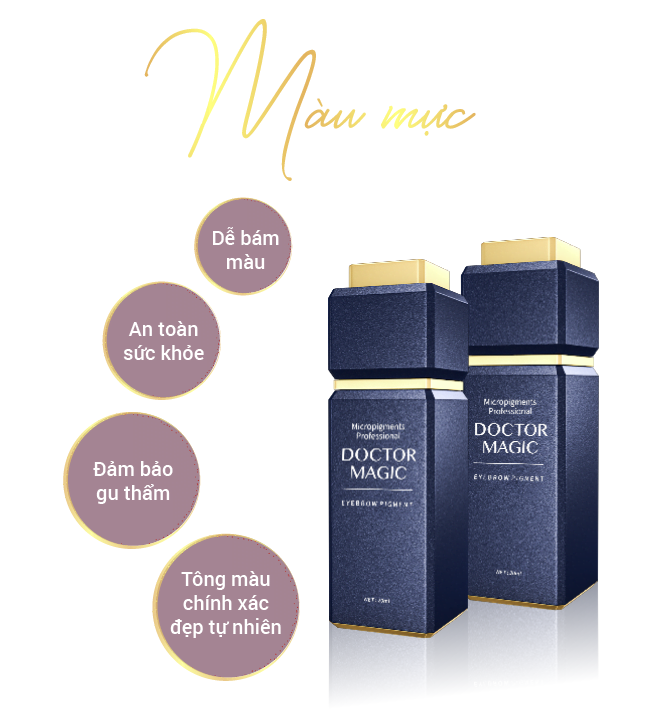 Màu mực
Dễ bám
màu
An toàn
sức khỏe
Đảm bảo
gu thẩm
Tông màu
chính xác
đẹp tự nhiên
Micropigments
Professional
DOCTOR
MAGIC
EYEBROW PIGMENT
Micropigments
Professional
DOCTOR
MAGIC
EYEBROW PIGMENT